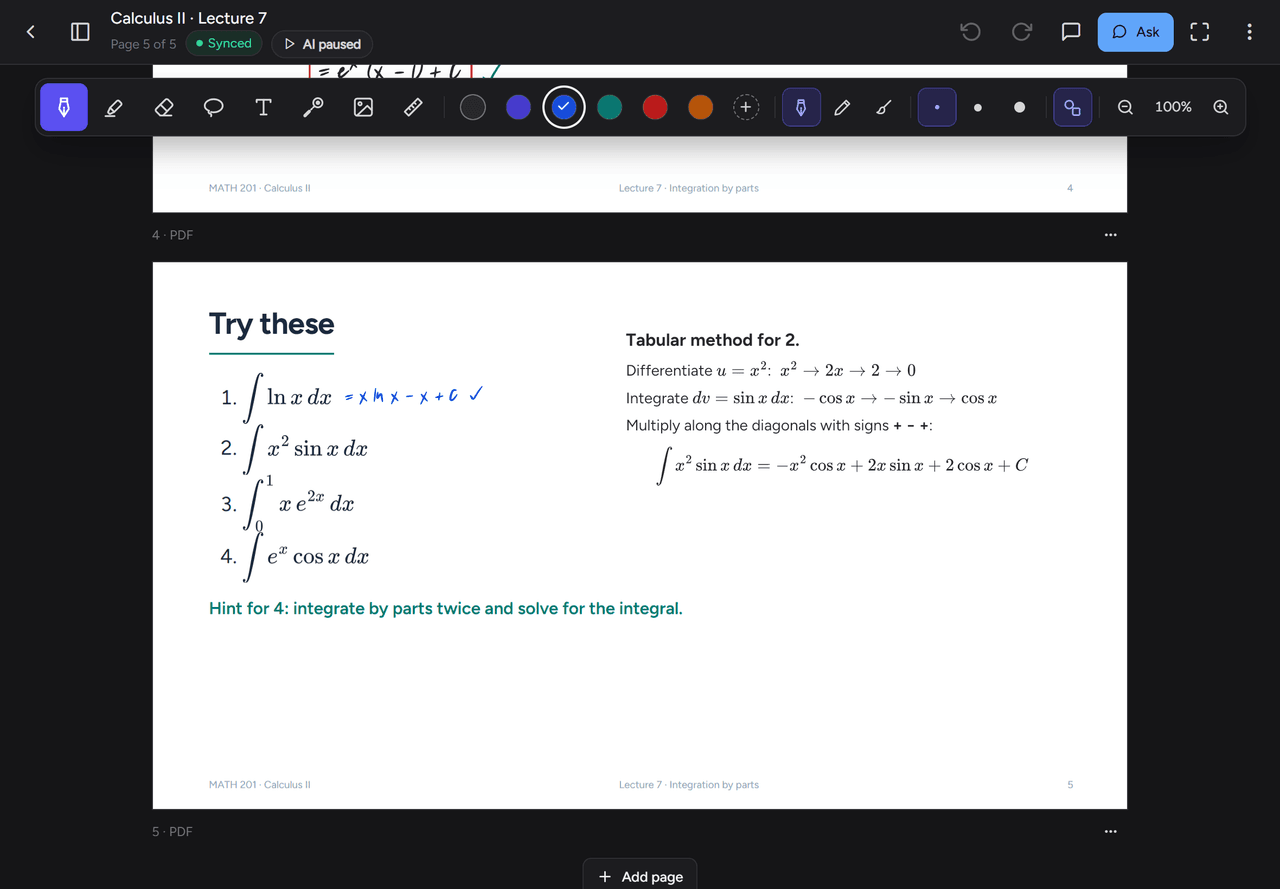 Calculus II · Lecture 7
Page 5 of 5
Synced
AI paused
Ask
= eˣ (x − 1) + C
100%
MATH 201 · Calculus II
Lecture 7 · Integration by parts
4
4 · PDF
Try these
1. ∫ ln x dx = x ln x − x + C ✓
2. ∫ x² sin x dx
3. ∫₀¹ x e²ˣ dx
4. ∫ eˣ cos x dx
Hint for 4: integrate by parts twice and solve for the integral.
Tabular method for 2.
Differentiate u = x²: x² → 2x → 2 → 0
Integrate dv = sin x dx: − cos x → − sin x → cos x
Multiply along the diagonals with signs + - +:
∫ x² sin x dx = −x² cos x + 2x sin x + 2 cos x + C
MATH 201 · Calculus II
Lecture 7 · Integration by parts
5
5 · PDF
+ Add page